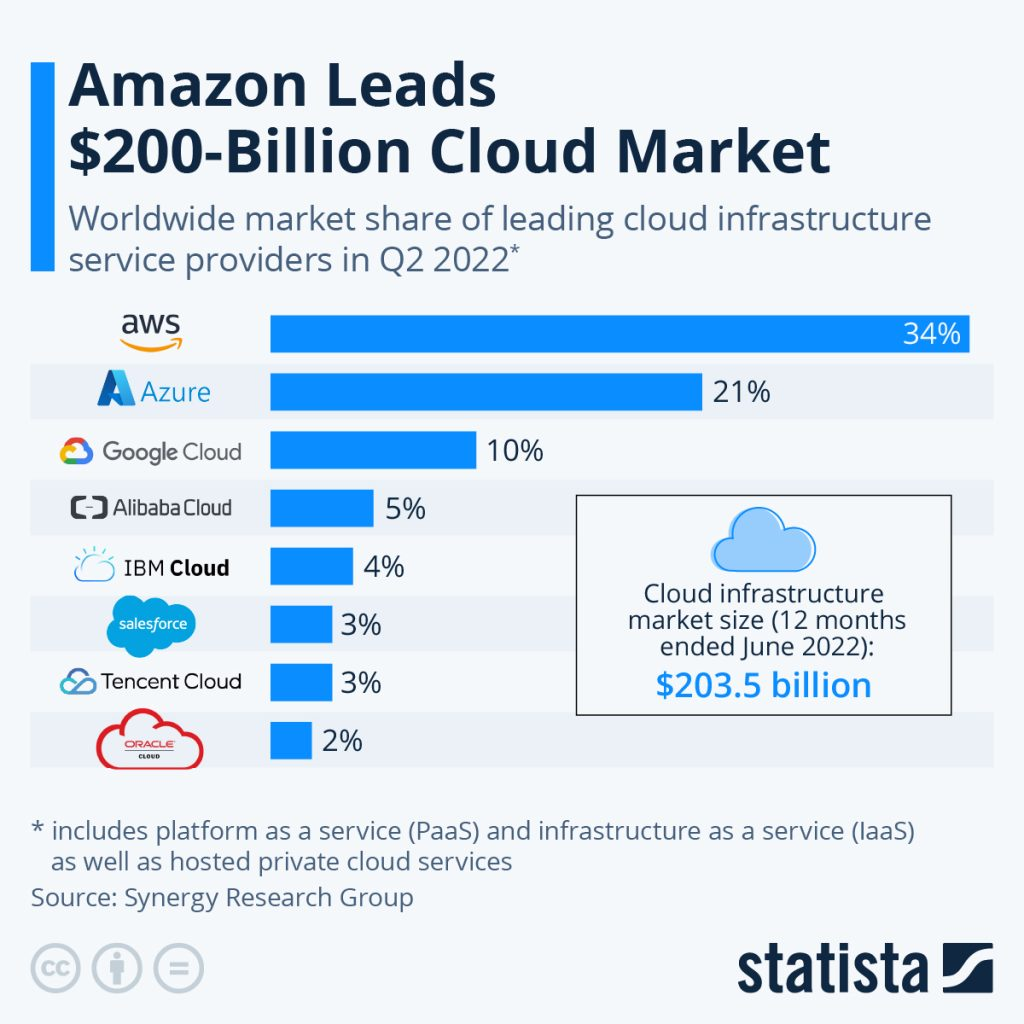 Amazon Leads
$200-Billion Cloud Market
Worldwide market share of leading cloud infrastructure
service providers in Q2 2022*
aws 34%
Azure 21%
Google Cloud 10%
Alibaba Cloud 5%
IBM Cloud 4%
salesforce 3%
Tencent Cloud 3%
ORACLE
CLOUD 2%
Cloud infrastructure
market size (12 months
ended June 2022):
$203.5 billion
* includes platform as a service (PaaS) and infrastructure as a service (IaaS)
as well as hosted private cloud services
Source: Synergy Research Group
cc
statista